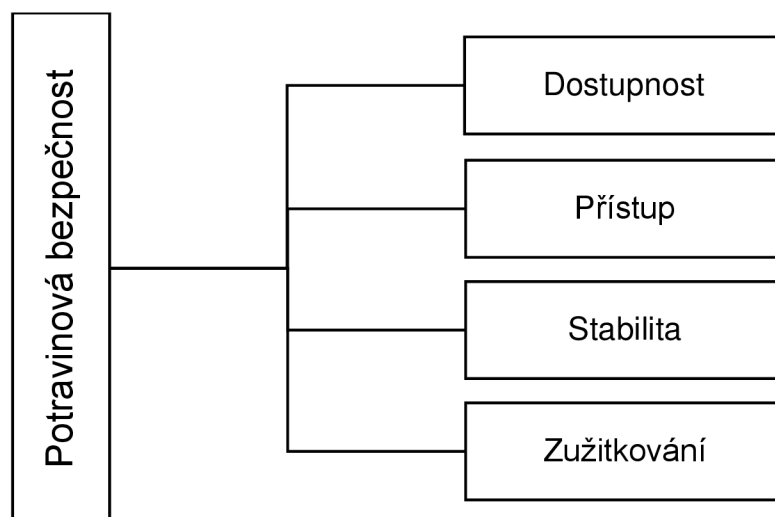 Potravinová bezpečnost
Dostupnost
Přístup
Stabilita
Zužitkování